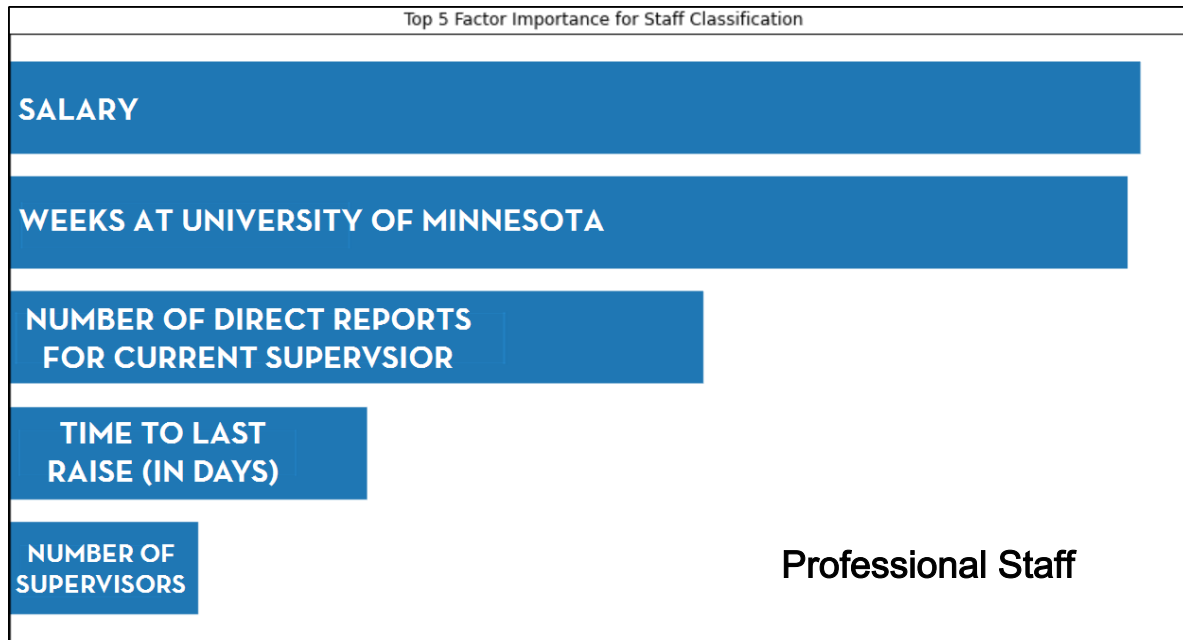 Top 5 Factor Importance for Staff Classification
SALARY
WEEKS AT UNIVERSITY OF MINNESOTA
NUMBER OF DIRECT REPORTS
FOR CURRENT SUPERVSIOR
TIME TO LAST
RAISE (IN DAYS)
NUMBER OF
SUPERVISORS
Professional Staff